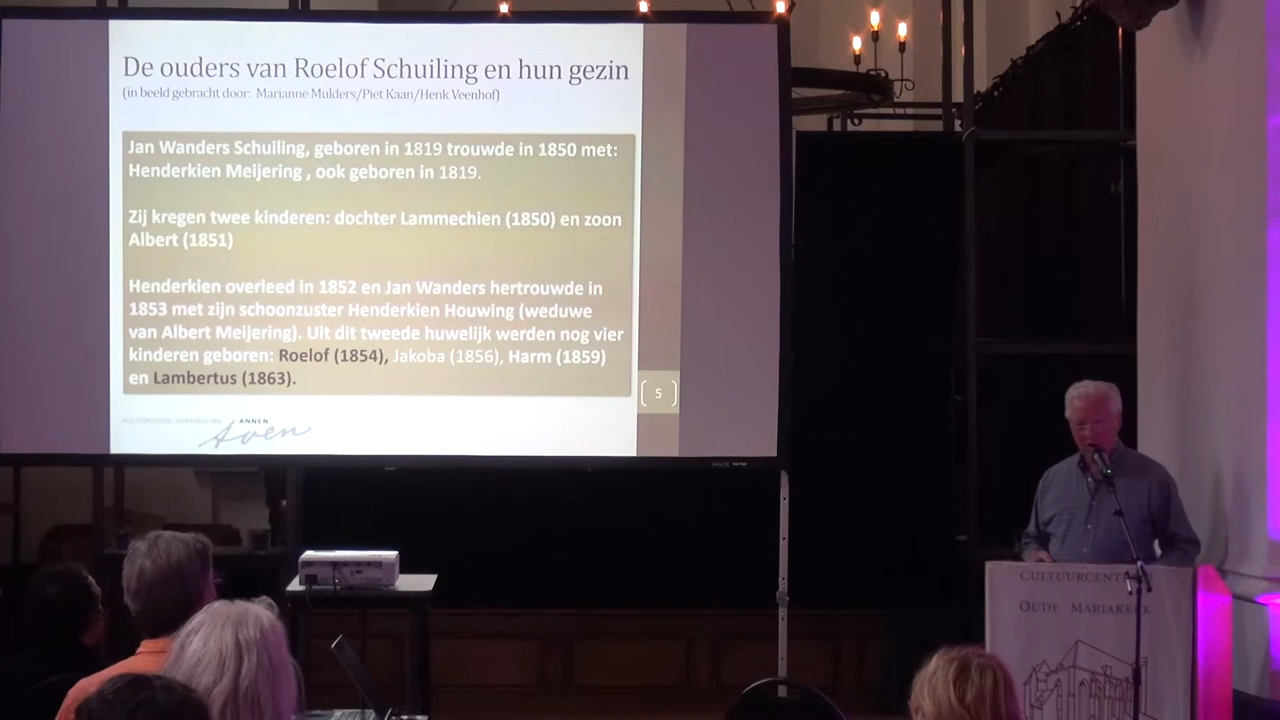 De ouders van Roelof Schuiling en hun gezin
(in beeld gebracht door: Marianne Mulders/Piet Kaan/Henk Veenhof)
Jan Wanders Schuiling, geboren in 1819 trouwde in 1850 met:
Henderkien Meijering , ook geboren in 1819.
Zij kregen twee kinderen: dochter Lammechien (1850) en zoon
Albert (1851)
Henderkien overleed in 1852 en Jan Wanders hertrouwde in
1853 met zijn schoonzuster Henderkien Houwing (weduwe
van Albert Meijering). Uit dit tweede huwelijk werden nog vier
kinderen geboren: Roelof (1854), Jakoba (1856), Harm (1859)
en Lambertus (1863).
5
ANNEN
CULTUURCENT
OUDE MARIAKERK